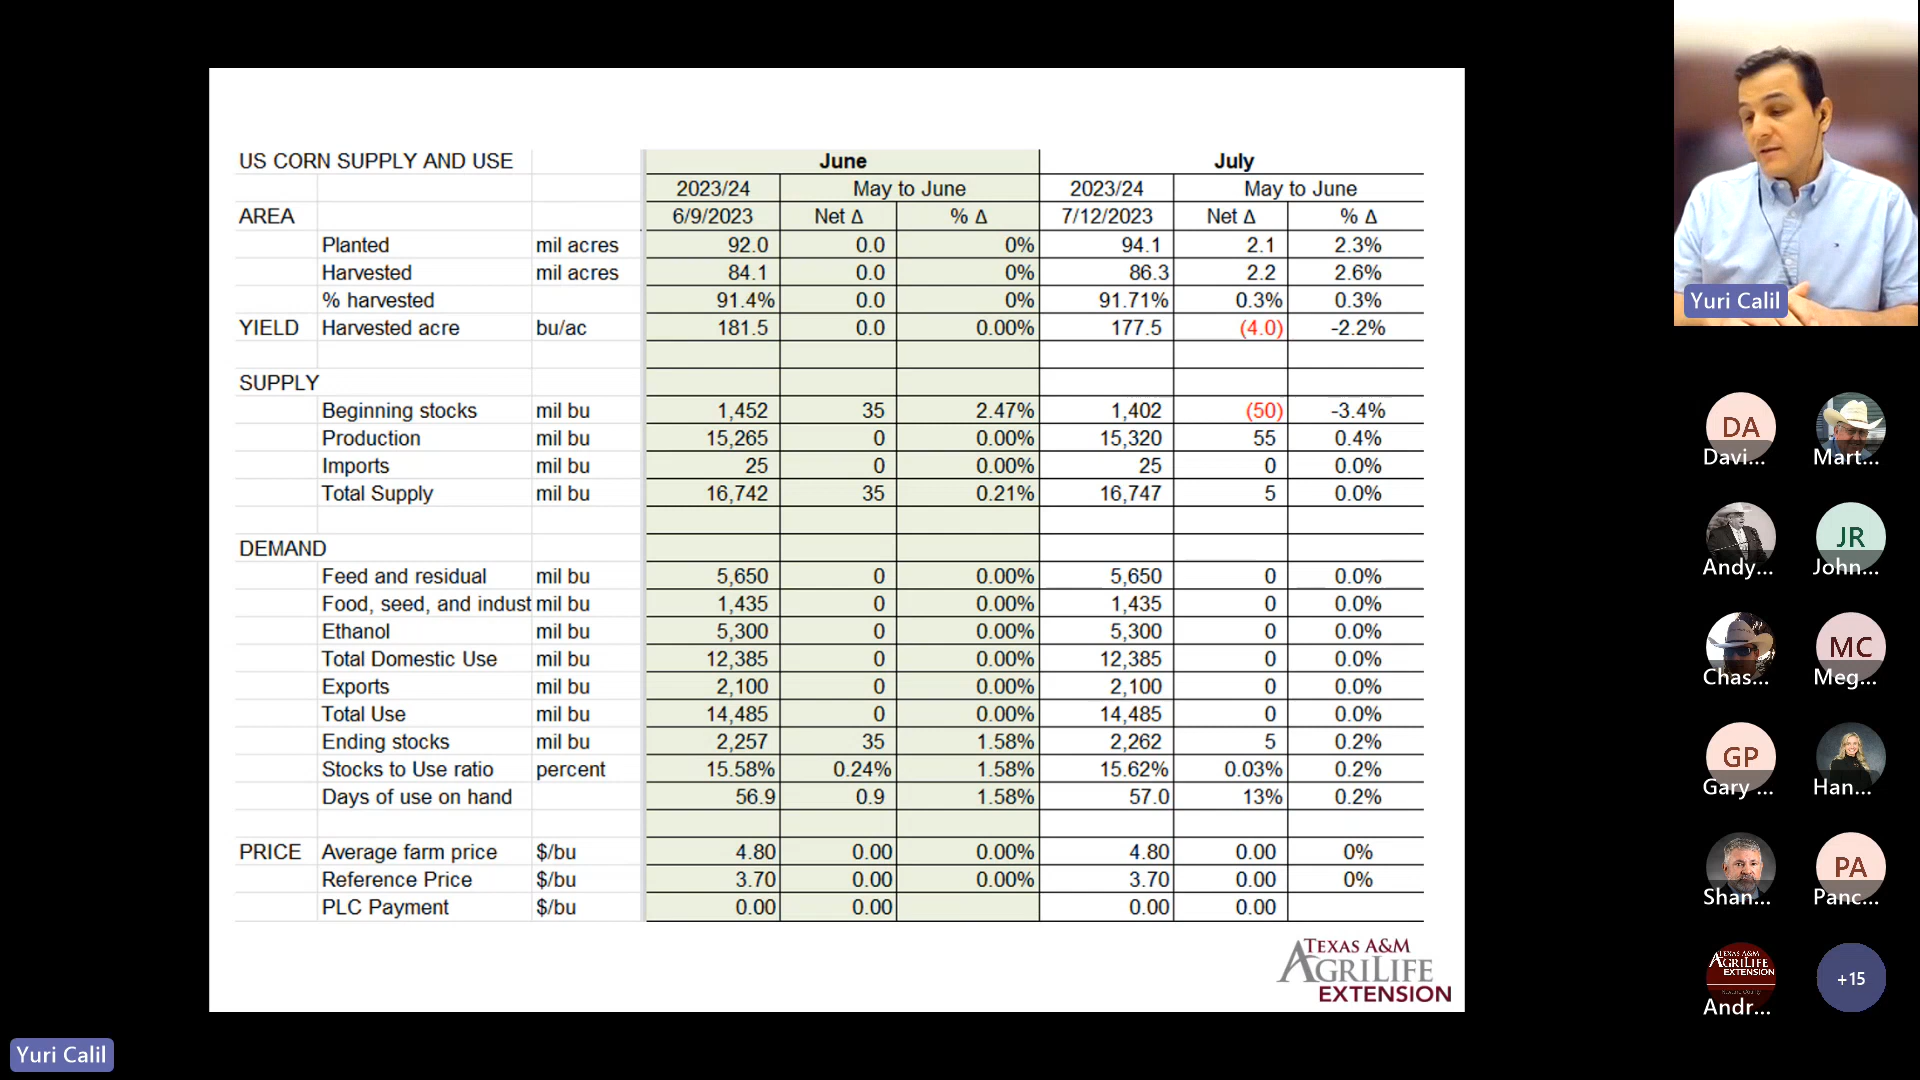 US CORN SUPPLY AND USE June July
2023/24 May to June 2023/24 May to June
AREA 6/9/2023 Net Δ % Δ 7/12/2023 Net Δ % Δ
Planted mil acres 92.0 0.0 0% 94.1 2.1 2.3%
Harvested mil acres 84.1 0.0 0% 86.3 2.2 2.6%
% harvested 91.4% 0.0 0% 91.71% 0.3% 0.3%
YIELD Harvested acre bu/ac 181.5 0.0 0.00% 177.5 (4.0) -2.2%
SUPPLY
Beginning stocks mil bu 1,452 35 2.47% 1,402 (50) -3.4%
Production mil bu 15,265 0 0.00% 15,320 55 0.4%
Imports mil bu 25 0 0.00% 25 0 0.0%
Total Supply mil bu 16,742 35 0.21% 16,747 5 0.0%
DEMAND
Feed and residual mil bu 5,650 0 0.00% 5,650 0 0.0%
Food, seed, and indust mil bu 1,435 0 0.00% 1,435 0 0.0%
Ethanol mil bu 5,300 0 0.00% 5,300 0 0.0%
Total Domestic Use mil bu 12,385 0 0.00% 12,385 0 0.0%
Exports mil bu 2,100 0 0.00% 2,100 0 0.0%
Total Use mil bu 14,485 0 0.00% 14,485 0 0.0%
Ending stocks mil bu 2,257 35 1.58% 2,262 5 0.2%
Stocks to Use ratio percent 15.58% 0.24% 1.58% 15.62% 0.03% 0.2%
Days of use on hand 56.9 0.9 1.58% 57.0 13% 0.2%
PRICE Average farm price $/bu 4.80 0.00 0.00% 4.80 0.00 0%
Reference Price $/bu 3.70 0.00 0.00% 3.70 0.00 0%
PLC Payment $/bu 0.00 0.00 0.00 0.00
TEXAS A&M
AGRILIFE
EXTENSION
Yuri Calil
Yuri Calil
DA
Davi... Mart...
JR
Andy... John...
MC
Chas... Meg...
GP
Gary ... Han...
PA
Shan... Panc...
TEXAS A&M
AGRILIFE
EXTENSION
+15
Andr...